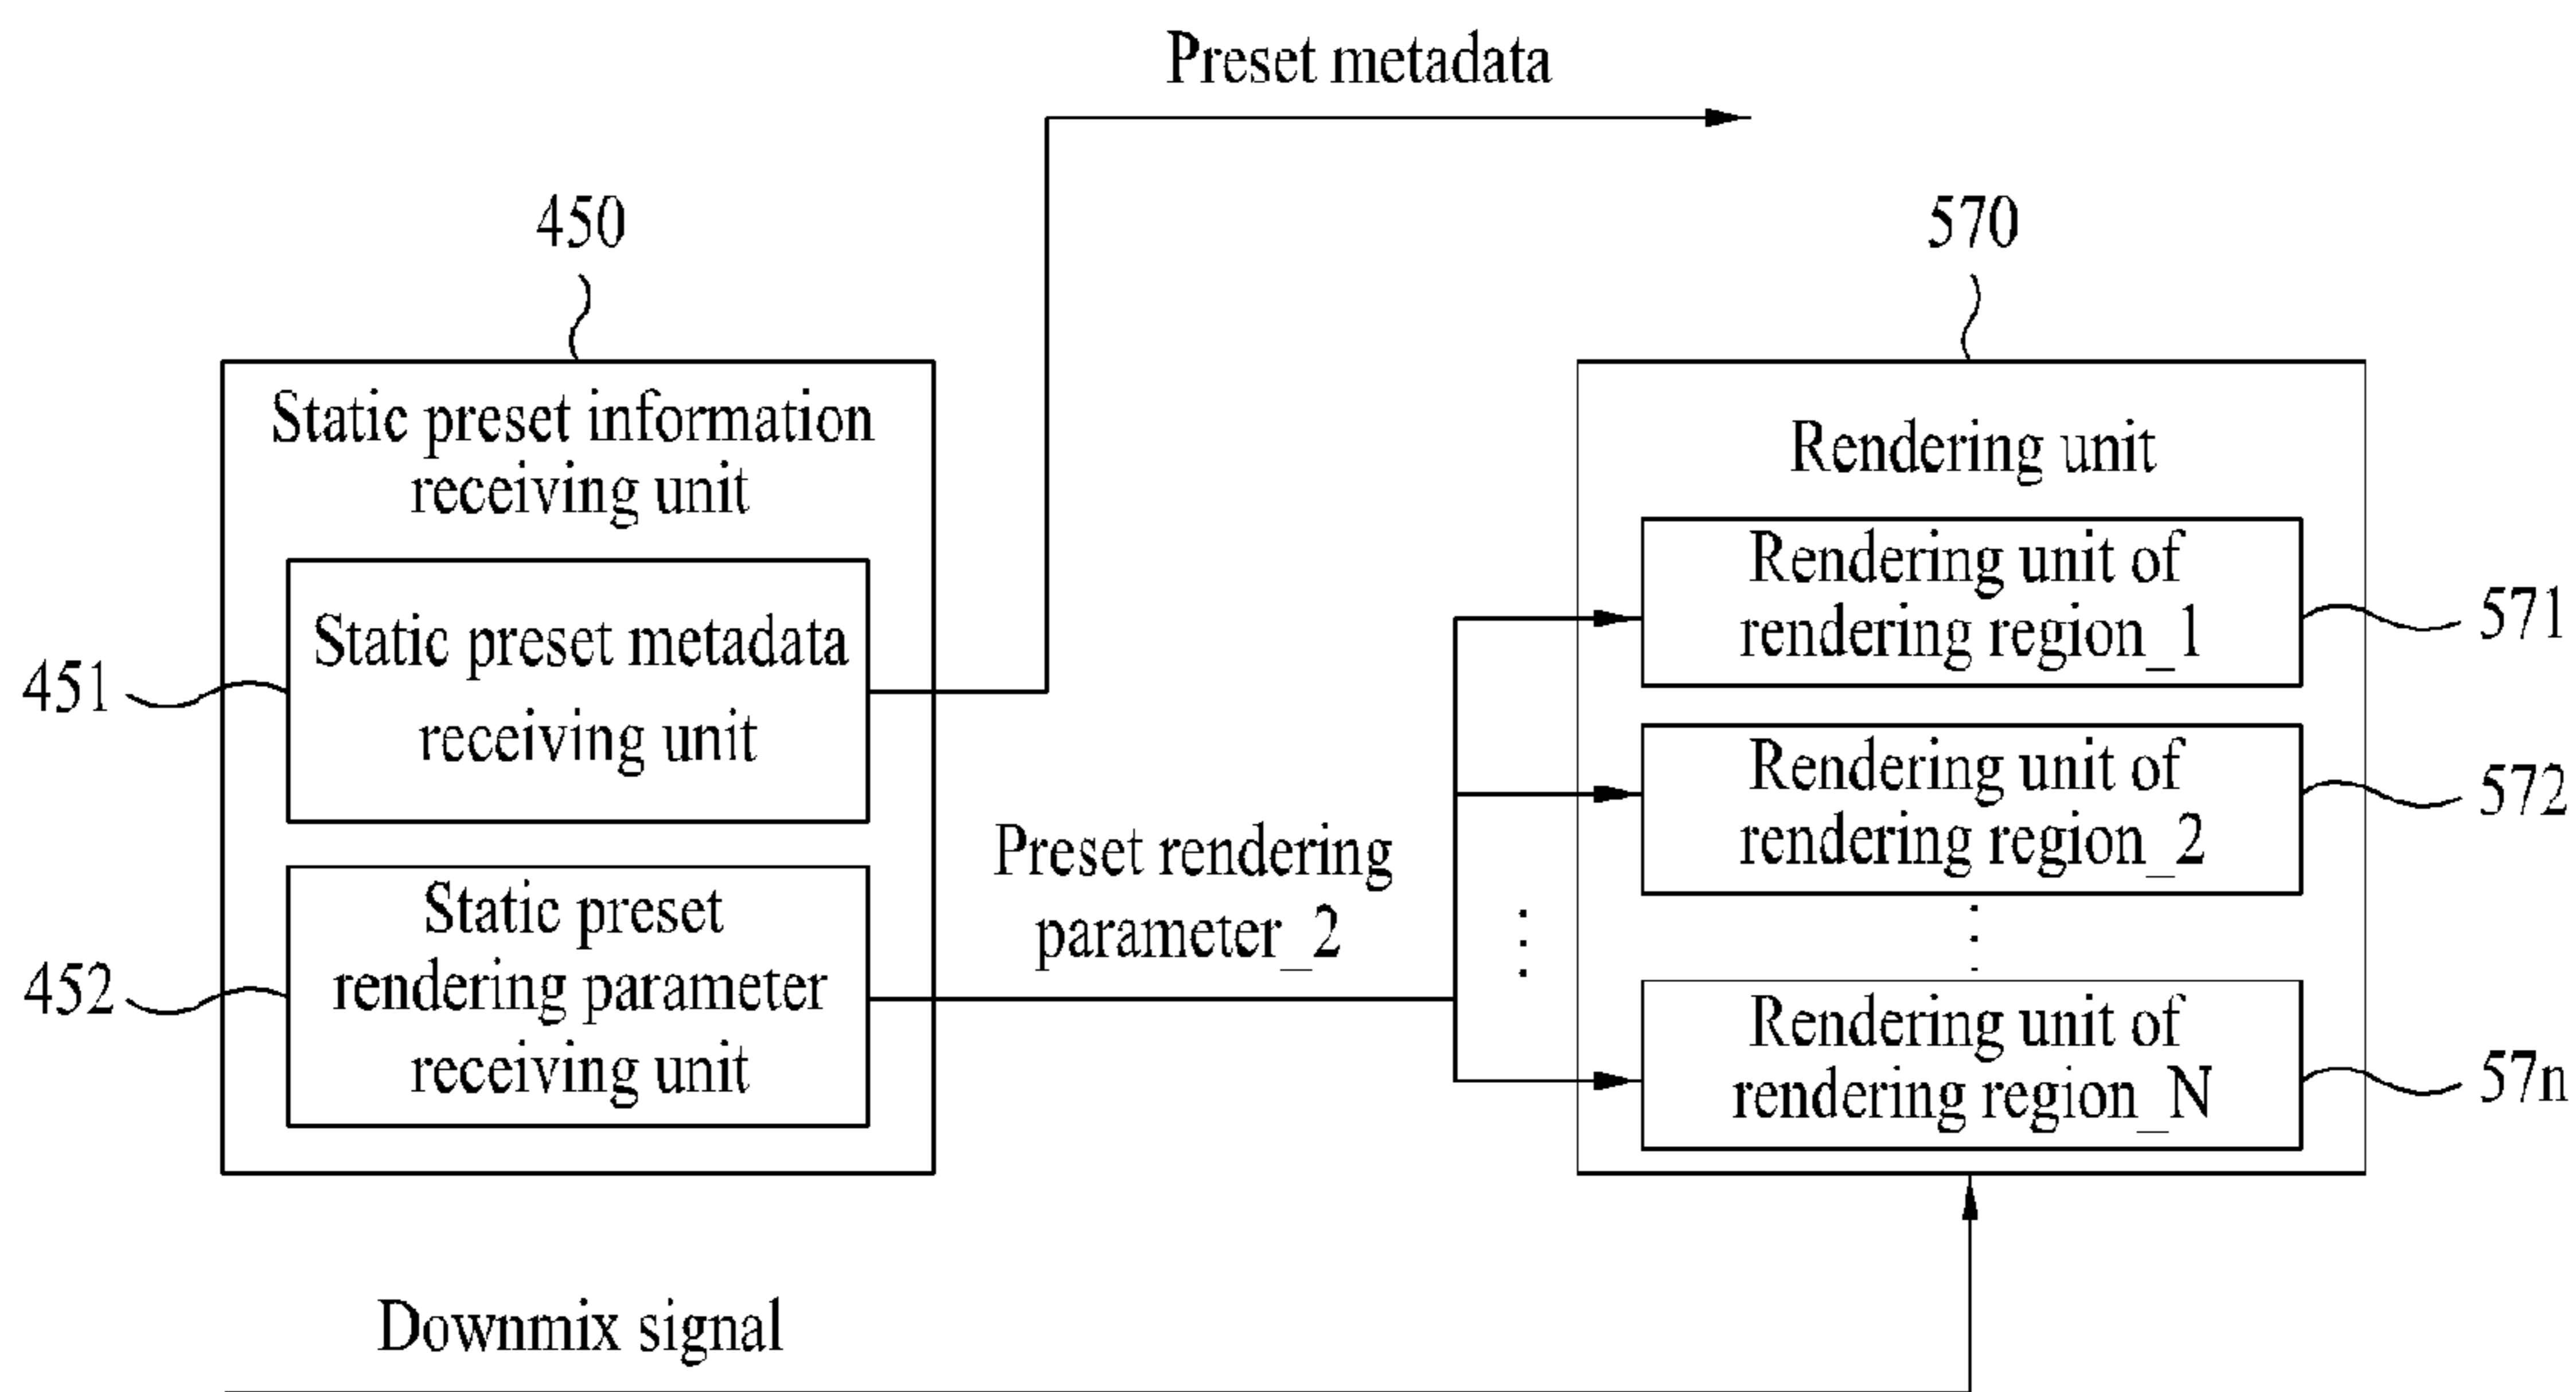 Preset metadata
450
570
Static preset information
receiving unit
Rendering unit
451
Static preset metadata
receiving unit
452
Static preset
rendering parameter
receiving unit
Preset rendering
parameter_2
Rendering unit of
rendering region_1
571
Rendering unit of
rendering region_2
572
Rendering unit of
rendering region_N
57n
Downmix signal